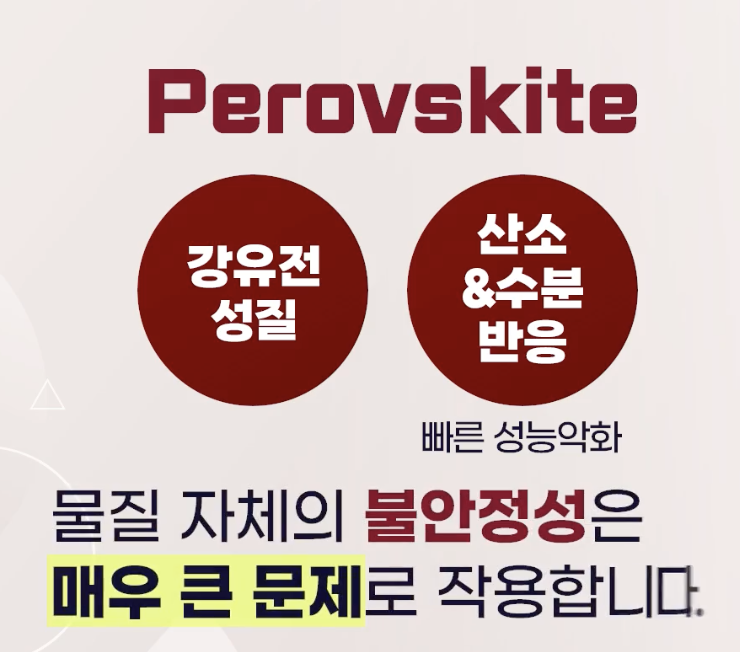 Perovskite
강유전
성질
산소
&수분
반응
빠른 성능악화
물질 자체의 불안정성은
매우 큰 문제로 작용합니다.